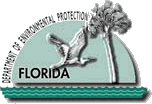 DEPARTMENT OF ENVIRONMENTAL PROTECTION
FLORIDA